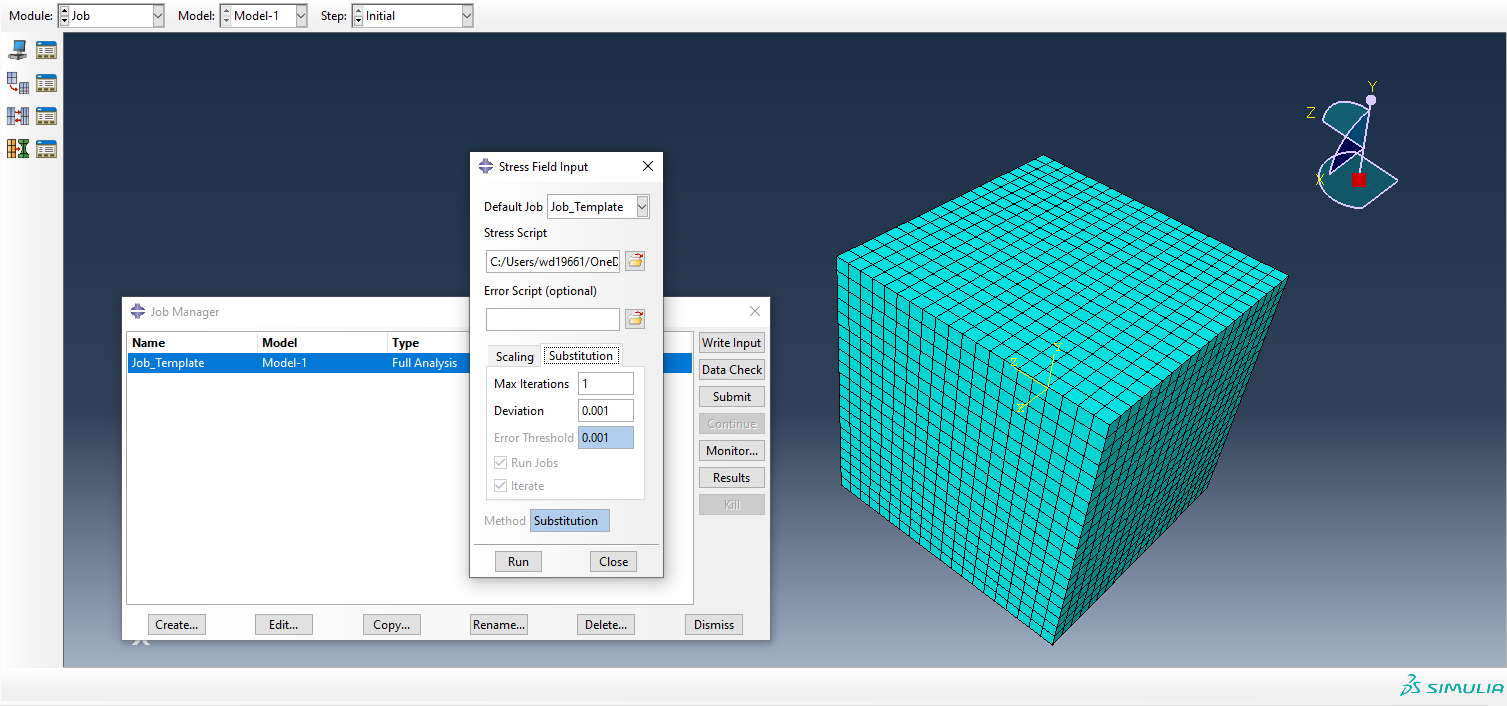 Module: Job Model: Model-1 Step: Initial
Y
Z
X
Stress Field Input
Default Job Job_Template
Stress Script
C:/Users/wd19661/OneD
Error Script (optional)
Scaling Substitution
Max Iterations 1
Deviation 0.001
Error Threshold 0.001
Run Jobs
Iterate
Method Substitution
Run Close
Job Manager
Name Model Type
Job_Template Model-1 Full Analysis
Write Input
Data Check
Submit
Continue
Monitor...
Results
Kill
Create... Edit... Copy... Rename... Delete... Dismiss
SIMULIA